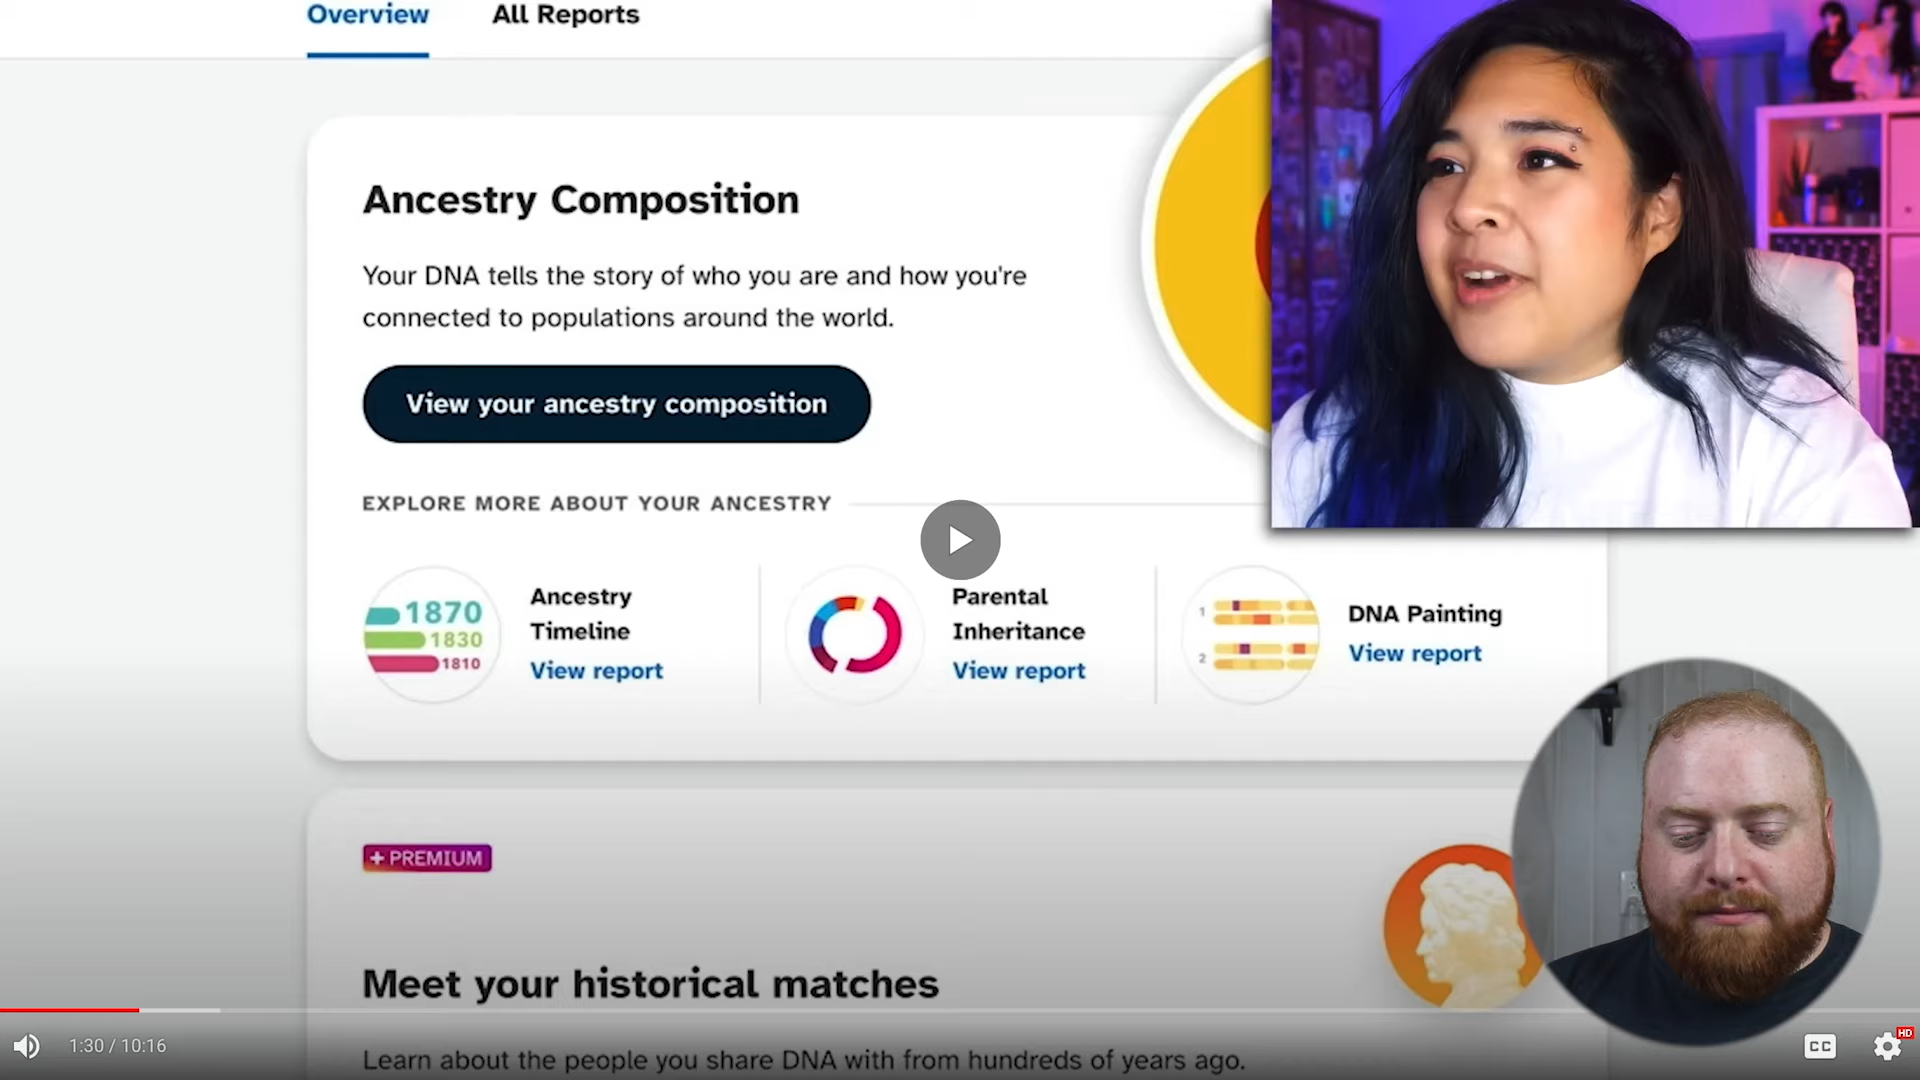 Overview
All Reports
Ancestry Composition
Your DNA tells the story of who you are and how you're
connected to populations around the world.
View your ancestry composition
EXPLORE MORE ABOUT YOUR ANCESTRY
1870
1830
1810
Ancestry
Timeline
View report
Parental
Inheritance
View report
1
2
DNA Painting
View report
+ PREMIUM
Meet your historical matches
Learn about the people you share DNA with from hundreds of years ago.
1:30 / 10:16
CC
HD